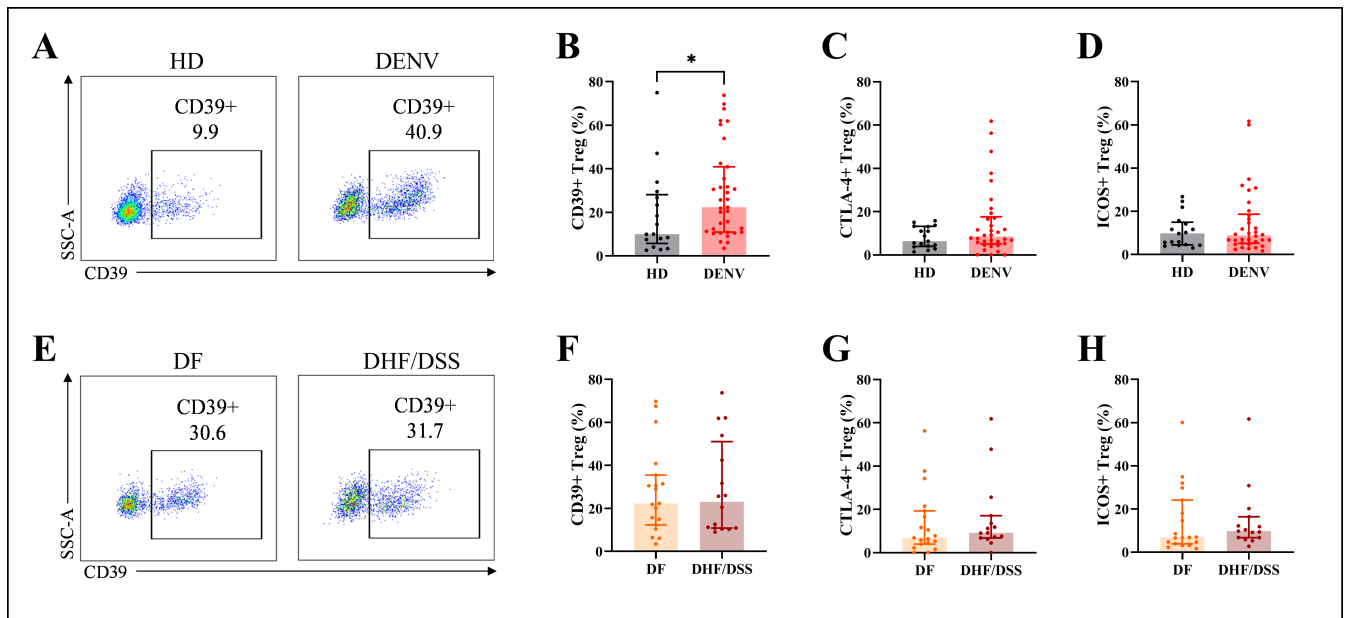 A
HD
DENV
CD39+
9.9
CD39+
40.9
SSC-A
CD39
B
*
CD39+ Treg (%)
80
60
40
20
0
HD
DENV
C
CTLA-4+ Treg (%)
80
60
40
20
0
HD
DENV
D
ICOS+ Treg (%)
80
60
40
20
0
HD
DENV
E
DF
DHF/DSS
CD39+
30.6
CD39+
31.7
SSC-A
CD39
F
CD39+ Treg (%)
80
60
40
20
0
DF
DHF/DSS
G
CTLA-4+ Treg (%)
80
60
40
20
0
DF
DHF/DSS
H
ICOS+ Treg (%)
80
60
40
20
0
DF
DHF/DSS